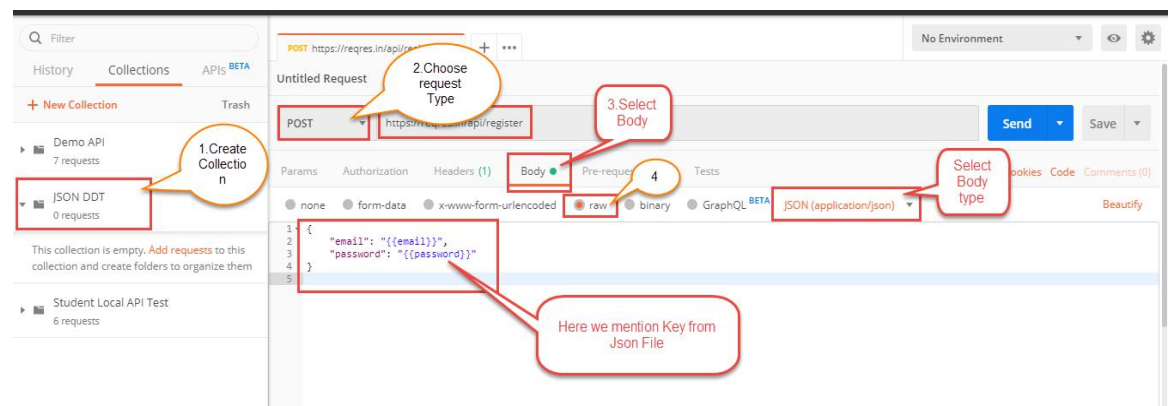 Filter
History Collections APIs BETA
+ New Collection Trash
Demo API
7 requests
1.Create
Collectio
n
JSON DDT
0 requests
This collection is empty. Add requests to this
collection and create folders to organize them
Student Local API Test
6 requests
POST https://reqres.in/api/
+ •••
No Environment
Untitled Request
2.Choose
request
Type
POST
https://reqres.in/api/register
3.Select
Body
Send
Save
Params Authorization Headers (1) Body Tests
4
Select
Body
type
Code Comments (0)
none form-data x-www-form-urlencoded raw binary GraphQL BETA JSON (application/json) Beautify
1 {
2 "email": "{{email}}",
3 "password": "{{password}}"
4 }
5
Here we mention Key from
Json File